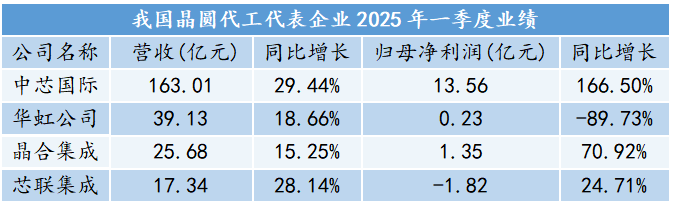 我国晶圆代工代表企业2025年一季度业绩
公司名称 营收(亿元) 同比增长 归母净利润(亿元) 同比增长
中芯国际 163.01 29.44% 13.56 166.50%
华虹公司 39.13 18.66% 0.23 -89.73%
晶合集成 25.68 15.25% 1.35 70.92%
芯联集成 17.34 28.14% -1.82 24.71%